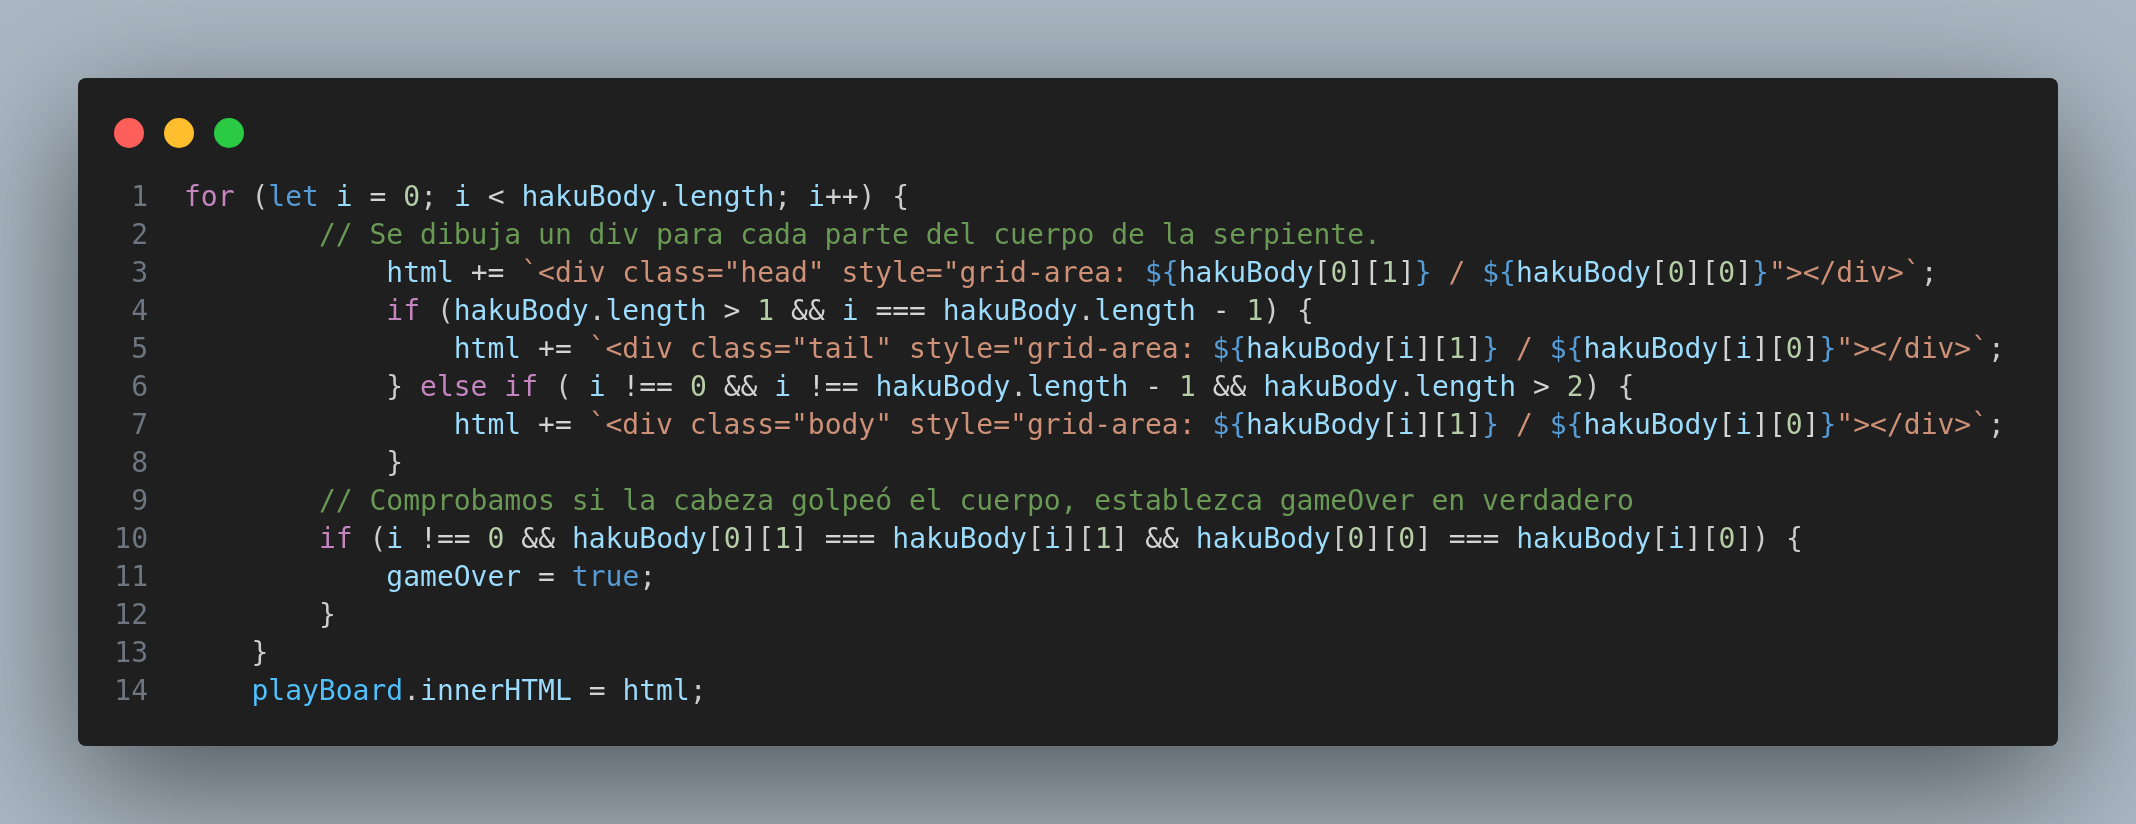 1 for (let i = 0; i < hakuBody.length; i++) {
2         // Se dibuja un div para cada parte del cuerpo de la serpiente.
3             html += `<div class="head" style="grid-area: ${hakuBody[0][1]} / ${hakuBody[0][0]}"></div>`;
4             if (hakuBody.length > 1 && i === hakuBody.length - 1) {
5                 html += `<div class="tail" style="grid-area: ${hakuBody[i][1]} / ${hakuBody[i][0]}"></div>`;
6             } else if ( i !== 0 && i !== hakuBody.length - 1 && hakuBody.length > 2) {
7                 html += `<div class="body" style="grid-area: ${hakuBody[i][1]} / ${hakuBody[i][0]}"></div>`;
8             }
9         // Comprobamos si la cabeza golpeó el cuerpo, establezca gameOver en verdadero
10         if (i !== 0 && hakuBody[0][1] === hakuBody[i][1] && hakuBody[0][0] === hakuBody[i][0]) {
11             gameOver = true;
12         }
13     }
14     playBoard.innerHTML = html;